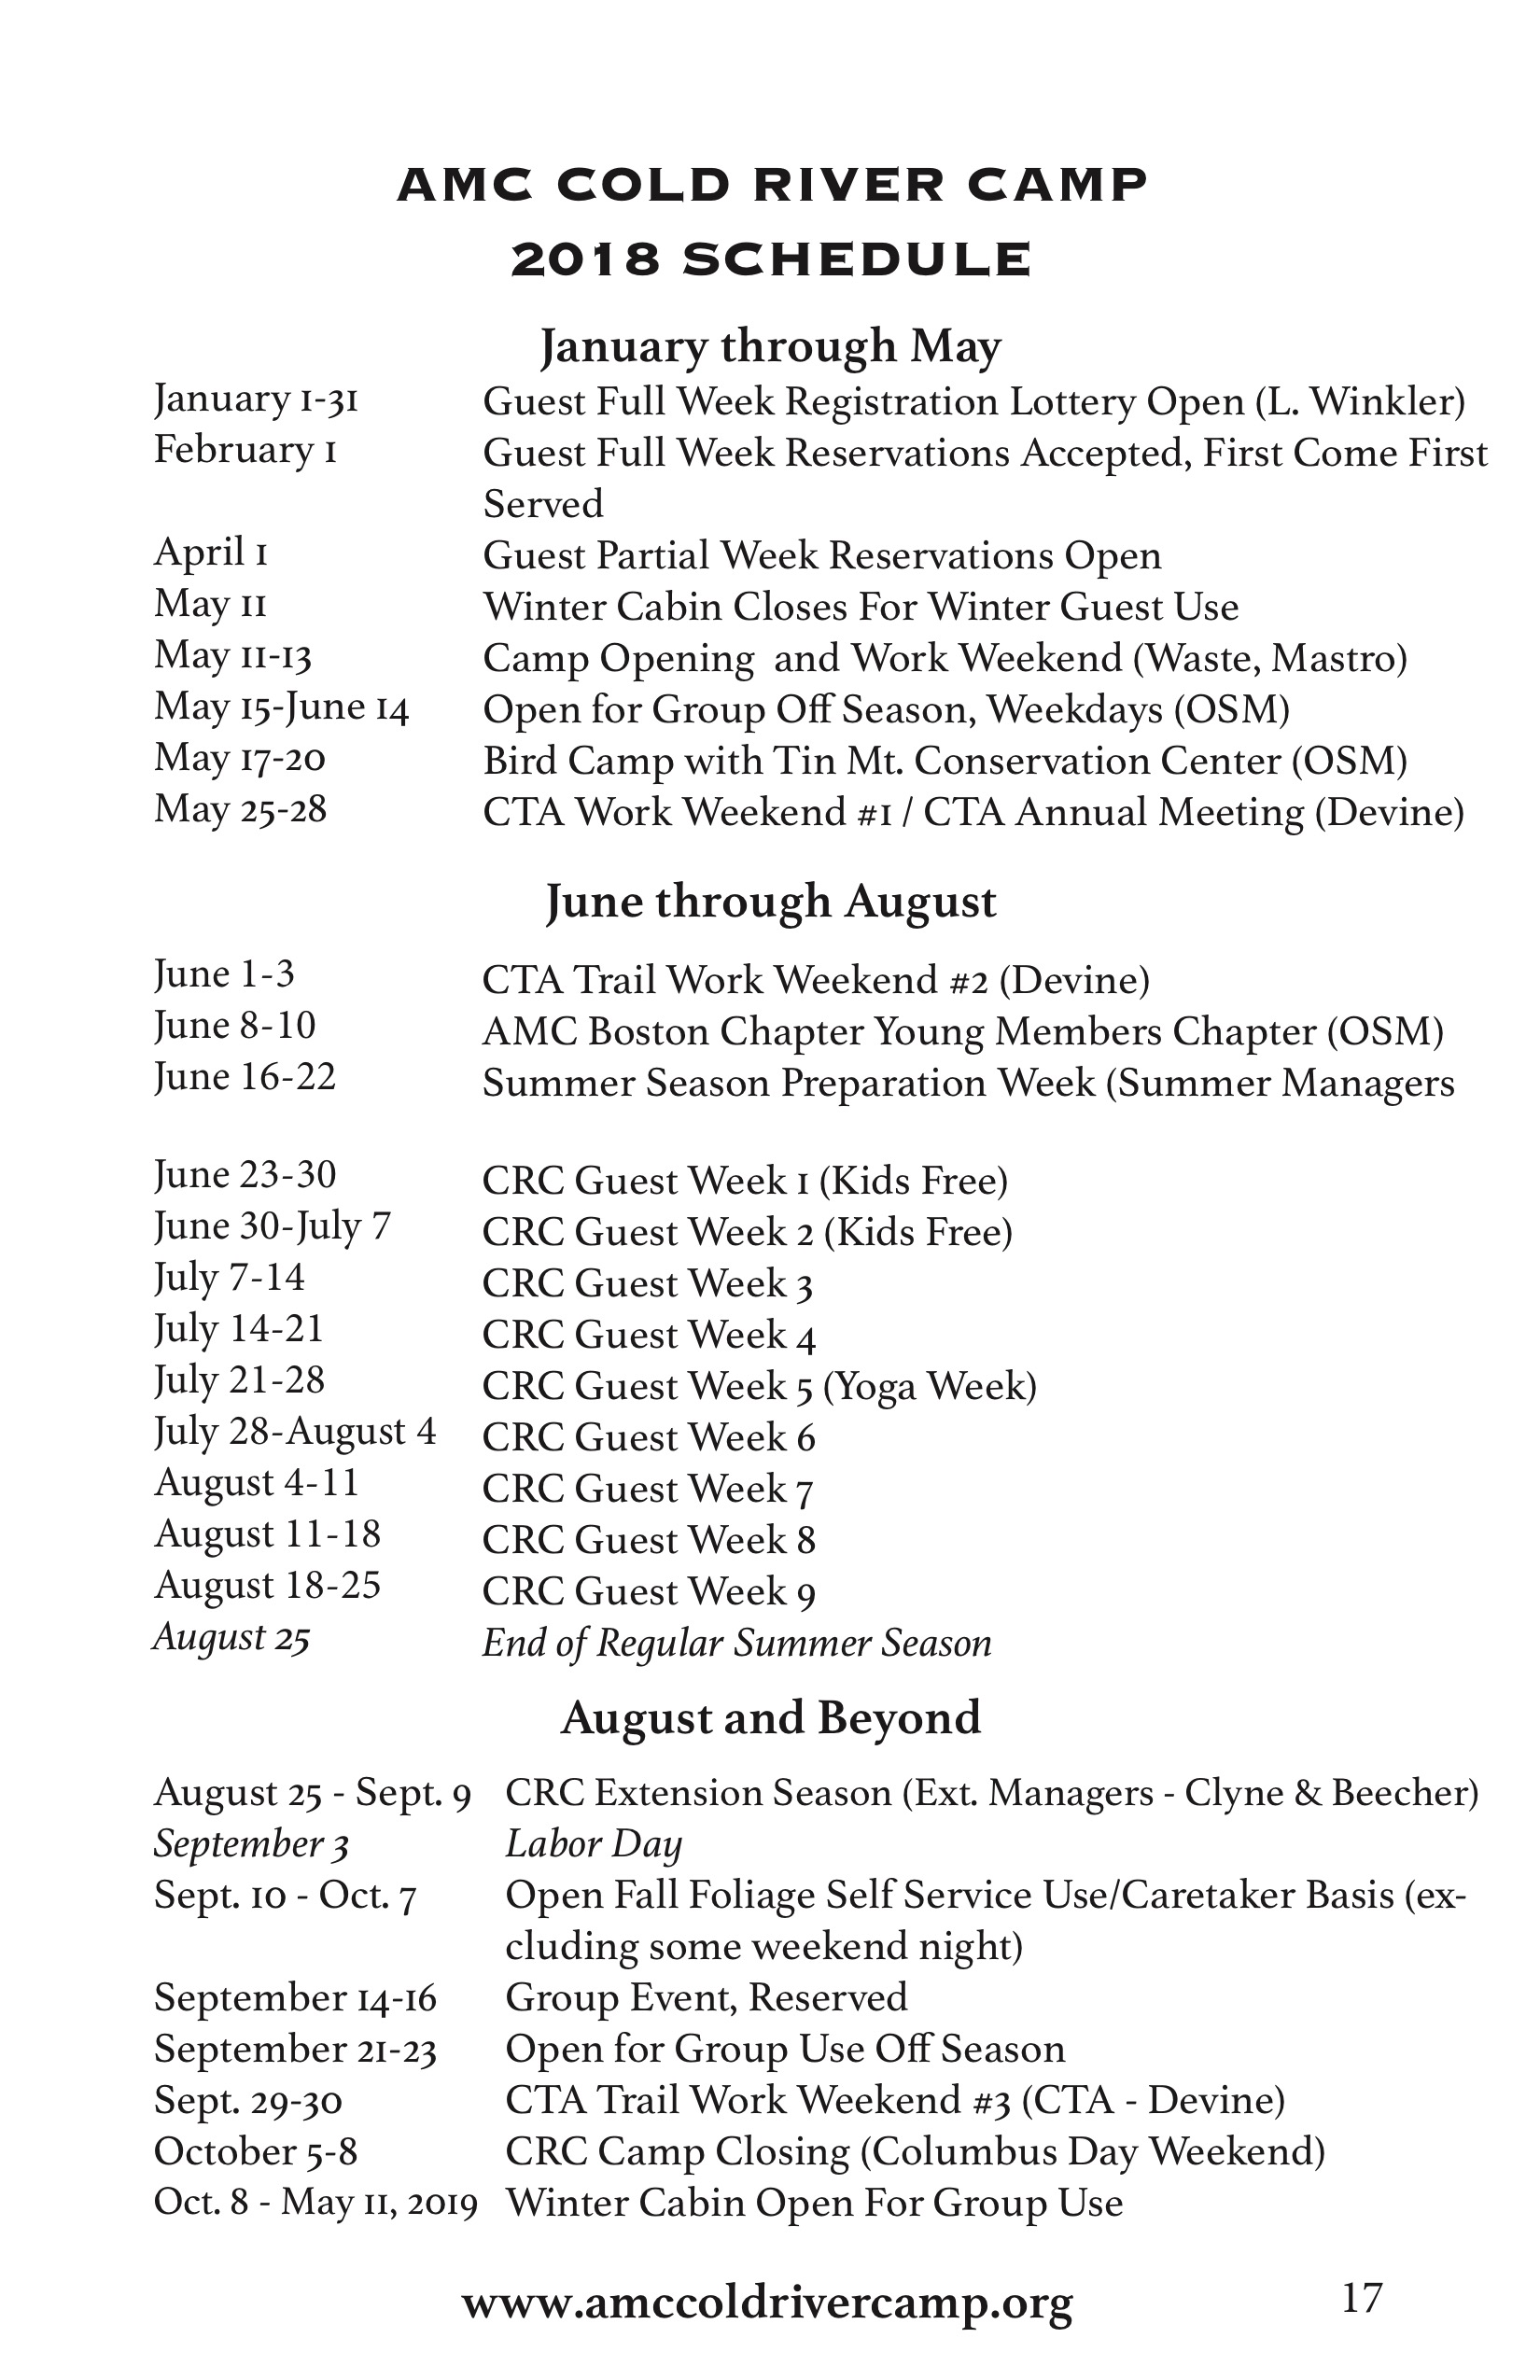 AMC COLD RIVER CAMP
2018 SCHEDULE
January through May
January 1-31 Guest Full Week Registration Lottery Open (L. Winkler)
February 1 Guest Full Week Reservations Accepted, First Come First
Served
April 1 Guest Partial Week Reservations Open
May 11 Winter Cabin Closes For Winter Guest Use
May 11-13 Camp Opening  and Work Weekend (Waste, Mastro)
May 15-June 14 Open for Group Off Season, Weekdays (OSM)
May 17-20 Bird Camp with Tin Mt. Conservation Center (OSM)
May 25-28 CTA Work Weekend #1 / CTA Annual Meeting (Devine)
June through August
June 1-3 CTA Trail Work Weekend #2 (Devine)
June 8-10 AMC Boston Chapter Young Members Chapter (OSM)
June 16-22 Summer Season Preparation Week (Summer Managers
June 23-30 CRC Guest Week 1 (Kids Free)
June 30-July 7 CRC Guest Week 2 (Kids Free)
July 7-14 CRC Guest Week 3
July 14-21 CRC Guest Week 4
July 21-28 CRC Guest Week 5 (Yoga Week)
July 28-August 4 CRC Guest Week 6
August 4-11 CRC Guest Week 7
August 11-18 CRC Guest Week 8
August 18-25 CRC Guest Week 9
August 25 End of Regular Summer Season
August and Beyond
August 25 - Sept. 9 CRC Extension Season (Ext. Managers - Clyne & Beecher)
September 3 Labor Day
Sept. 10 - Oct. 7 Open Fall Foliage Self Service Use/Caretaker Basis (ex-
cluding some weekend night)
September 14-16 Group Event, Reserved
September 21-23 Open for Group Use Off Season
Sept. 29-30 CTA Trail Work Weekend #3 (CTA - Devine)
October 5-8 CRC Camp Closing (Columbus Day Weekend)
Oct. 8 - May 11, 2019 Winter Cabin Open For Group Use
www.amccoldrivercamp.org 17